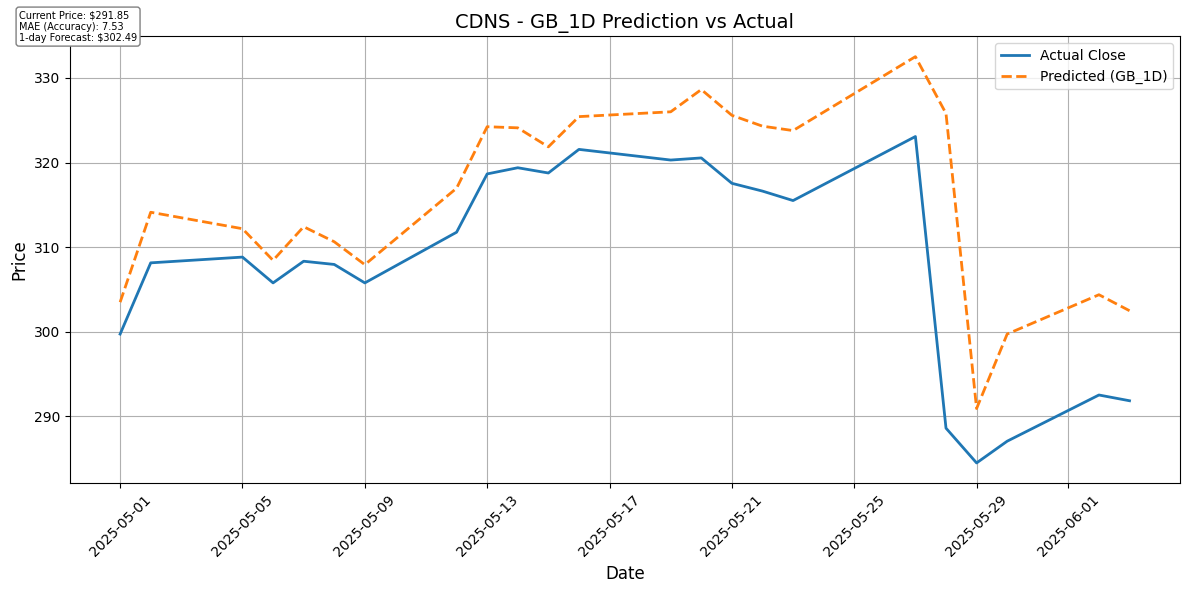 Current Price: $291.85
MAE (Accuracy): 7.53
1-day Forecast: $302.49
CDNS - GB_1D Prediction vs Actual
Actual Close
Predicted (GB_1D)
Price
330
320
310
300
290
2025-05-01
2025-05-05
2025-05-09
2025-05-13
2025-05-17
2025-05-21
2025-05-25
2025-05-29
2025-06-01
Date